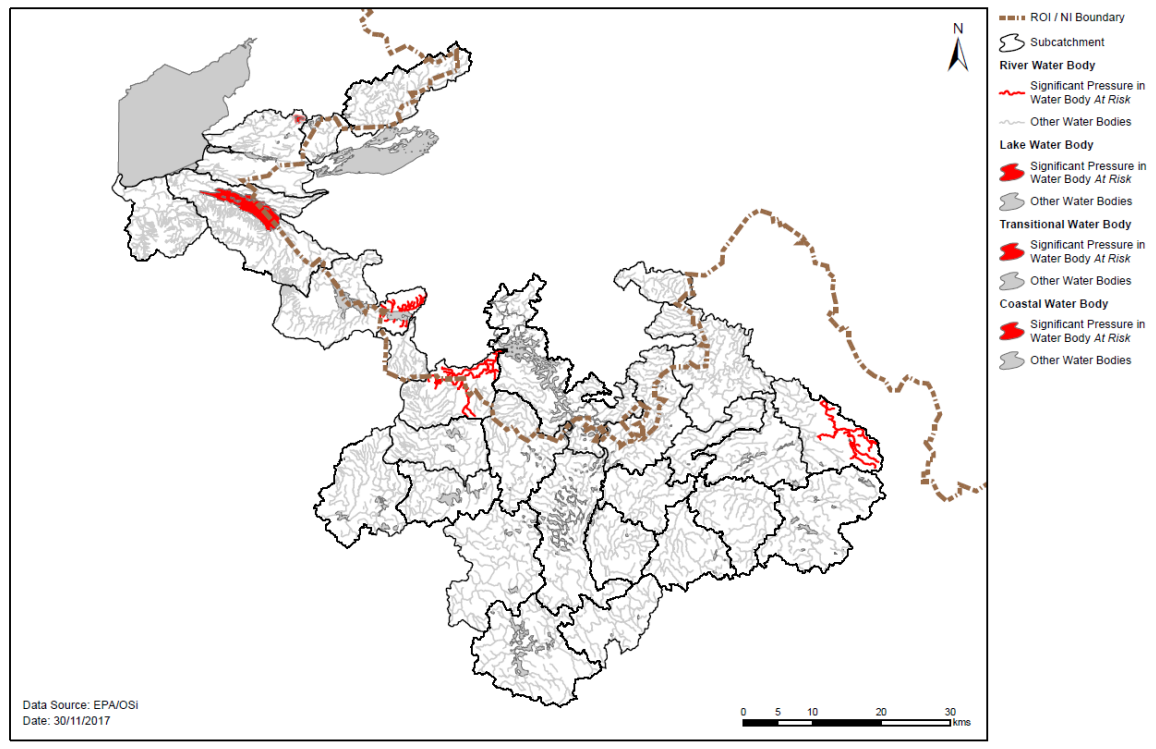 N
ROI / NI Boundary
Subcatchment
River Water Body
Significant Pressure in
Water Body At Risk
Other Water Bodies
Lake Water Body
Significant Pressure in
Water Body At Risk
Other Water Bodies
Transitional Water Body
Significant Pressure in
Water Body At Risk
Other Water Bodies
Coastal Water Body
Significant Pressure in
Water Body At Risk
Other Water Bodies
Data Source: EPA/OSi
Date: 30/11/2017
0 5 10 20 30
kms